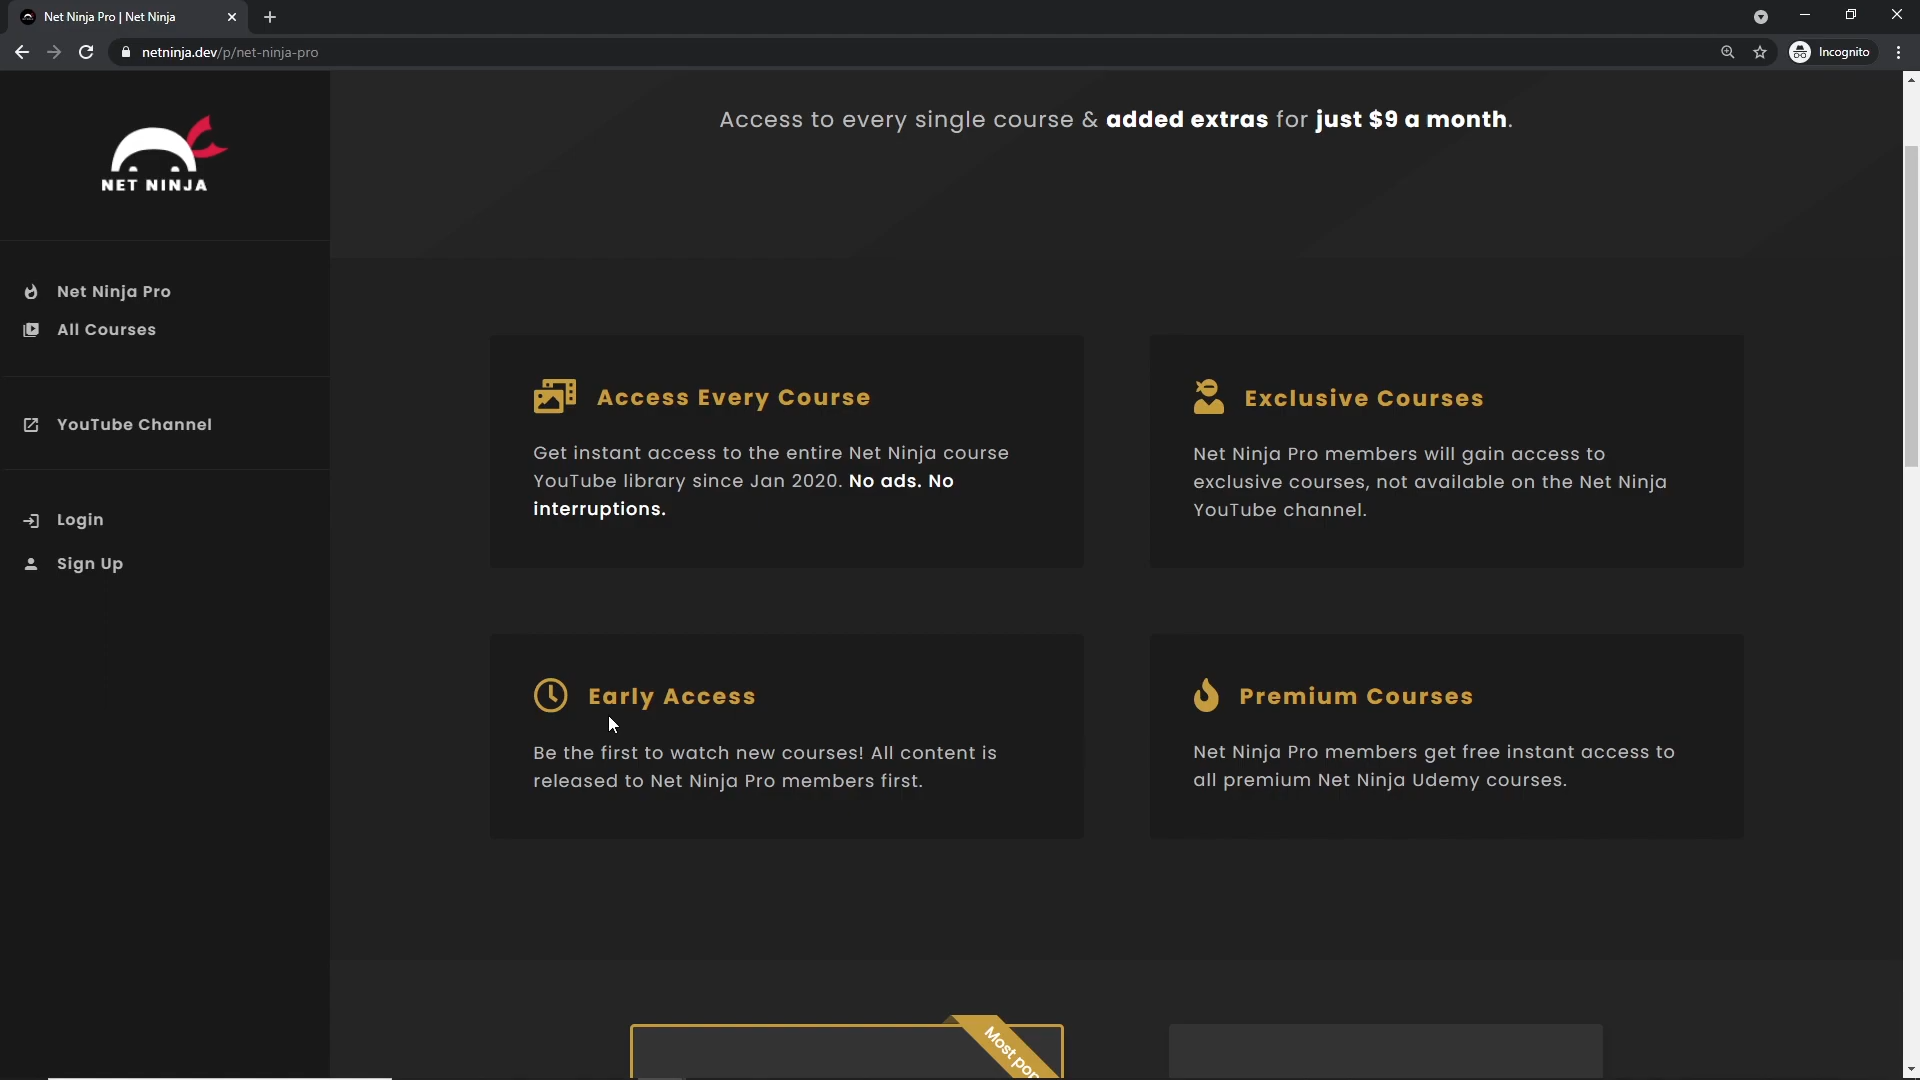 Net Ninja Pro | Net Ninja
netninja.dev/p/net-ninja-pro
Incognito
NET NINJA
Net Ninja Pro
All Courses
YouTube Channel
Login
Sign Up
Access to every single course & added extras for just $9 a month.
Access Every Course
Get instant access to the entire Net Ninja course
YouTube library since Jan 2020. No ads. No
interruptions.
Exclusive Courses
Net Ninja Pro members will gain access to
exclusive courses, not available on the Net Ninja
YouTube channel.
Early Access
Be the first to watch new courses! All content is
released to Net Ninja Pro members first.
Premium Courses
Net Ninja Pro members get free instant access to
all premium Net Ninja Udemy courses.
Most